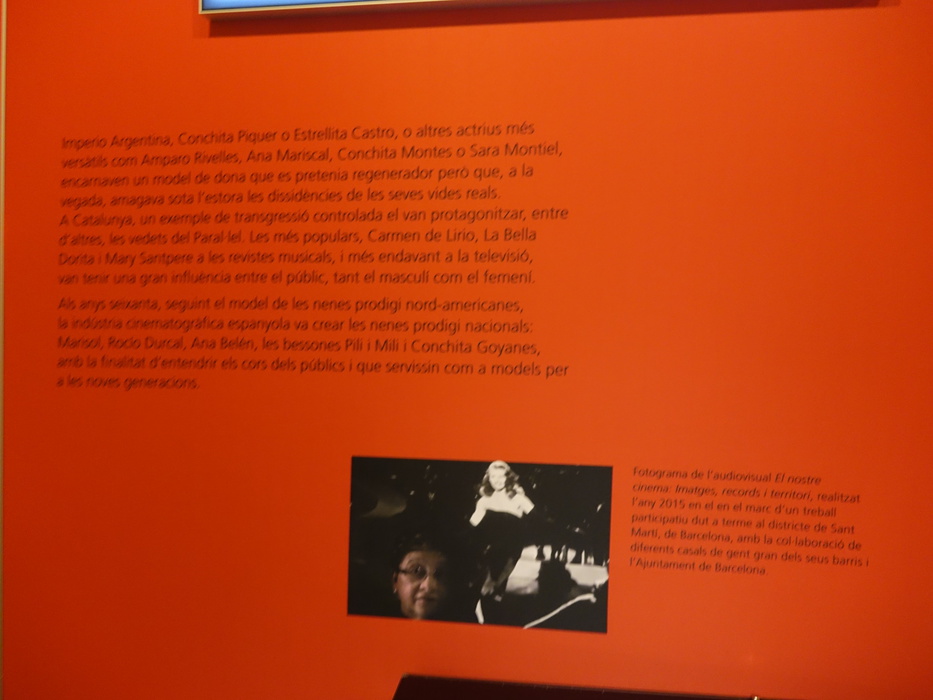 Imperio Argentina, Conchita Piquer o Estrellita Castro, o altres actrius més
versàtils com Amparo Rivelles, Ana Mariscal, Conchita Montes o Sara Montiel,
encarnaven un model de dona que es pretenia regenerador però que, a la
vegada, amagava sota l'estora les dissidències de les seves vides reals.
A Catalunya, un exemple de transgressió controlada el van protagonitzar, entre
d'altres, les vedets del Paral·lel. Les més populars, Carmen de Lirio, La Bella
Dorita i Mary Santpere a les revistes musicals, i més endavant a la televisió,
van tenir una gran influència entre el públic, tant el masculí com el femení.
Als anys seixanta, seguint el model de les nenes prodigi nord-americanes,
la indústria cinematogràfica espanyola va crear les nenes prodigi nacionals:
Marisol, Rocío Durcal, Ana Belén, les bessones Pili i Mili i Conchita Goyanes,
amb la finalitat d'entendrir els cors dels públics i que servissin com a models per
a les noves generacions.
Fotograma de l'audiovisual El nostre
cinema: Imatges, records i territori, realitzat
l'any 2015 en el en el marc d'un treball
participatiu dut a terme al districte de Sant
Martí, de Barcelona, amb la col·laboració de
diferents casals de gent gran dels seus barris i
l'Ajuntament de Barcelona